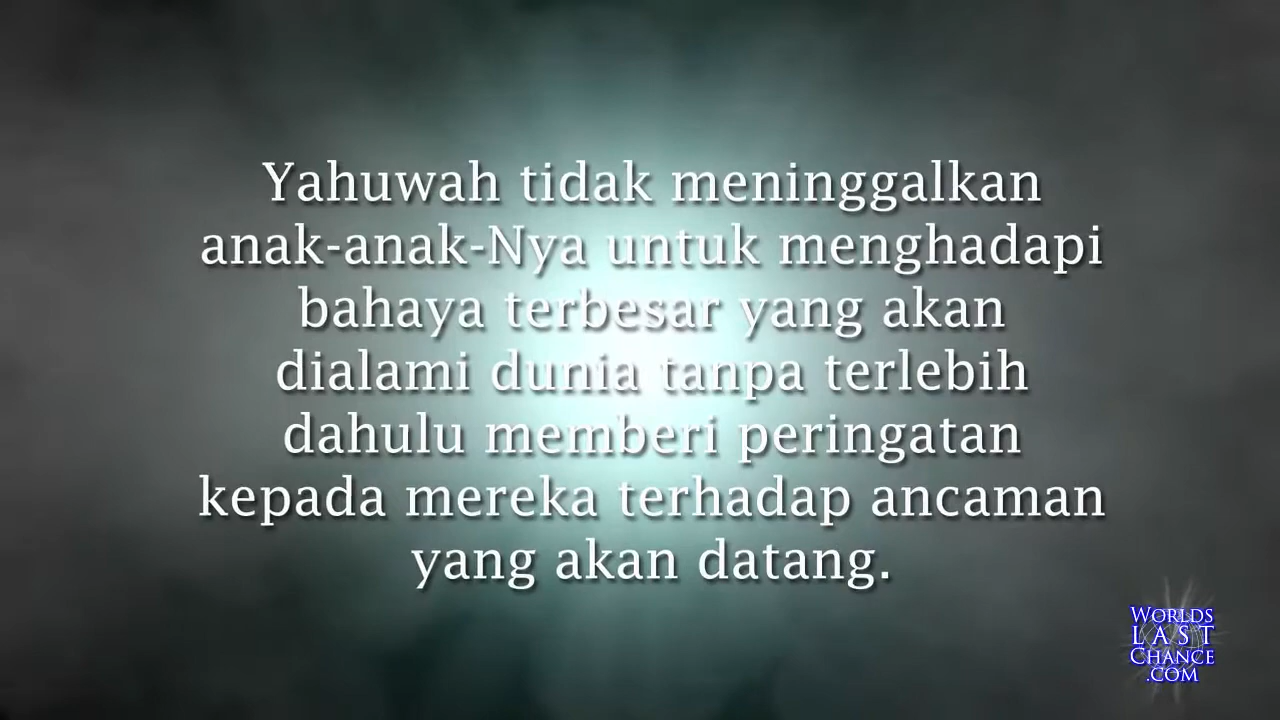 Yahuwah tidak meninggalkan
anak-anak-Nya untuk menghadapi
bahaya terbesar yang akan
dialami dunia tanpa terlebih
dahulu memberi peringatan
kepada mereka terhadap ancaman
yang akan datang.
WORLDS
LAST
CHANCE
.COM